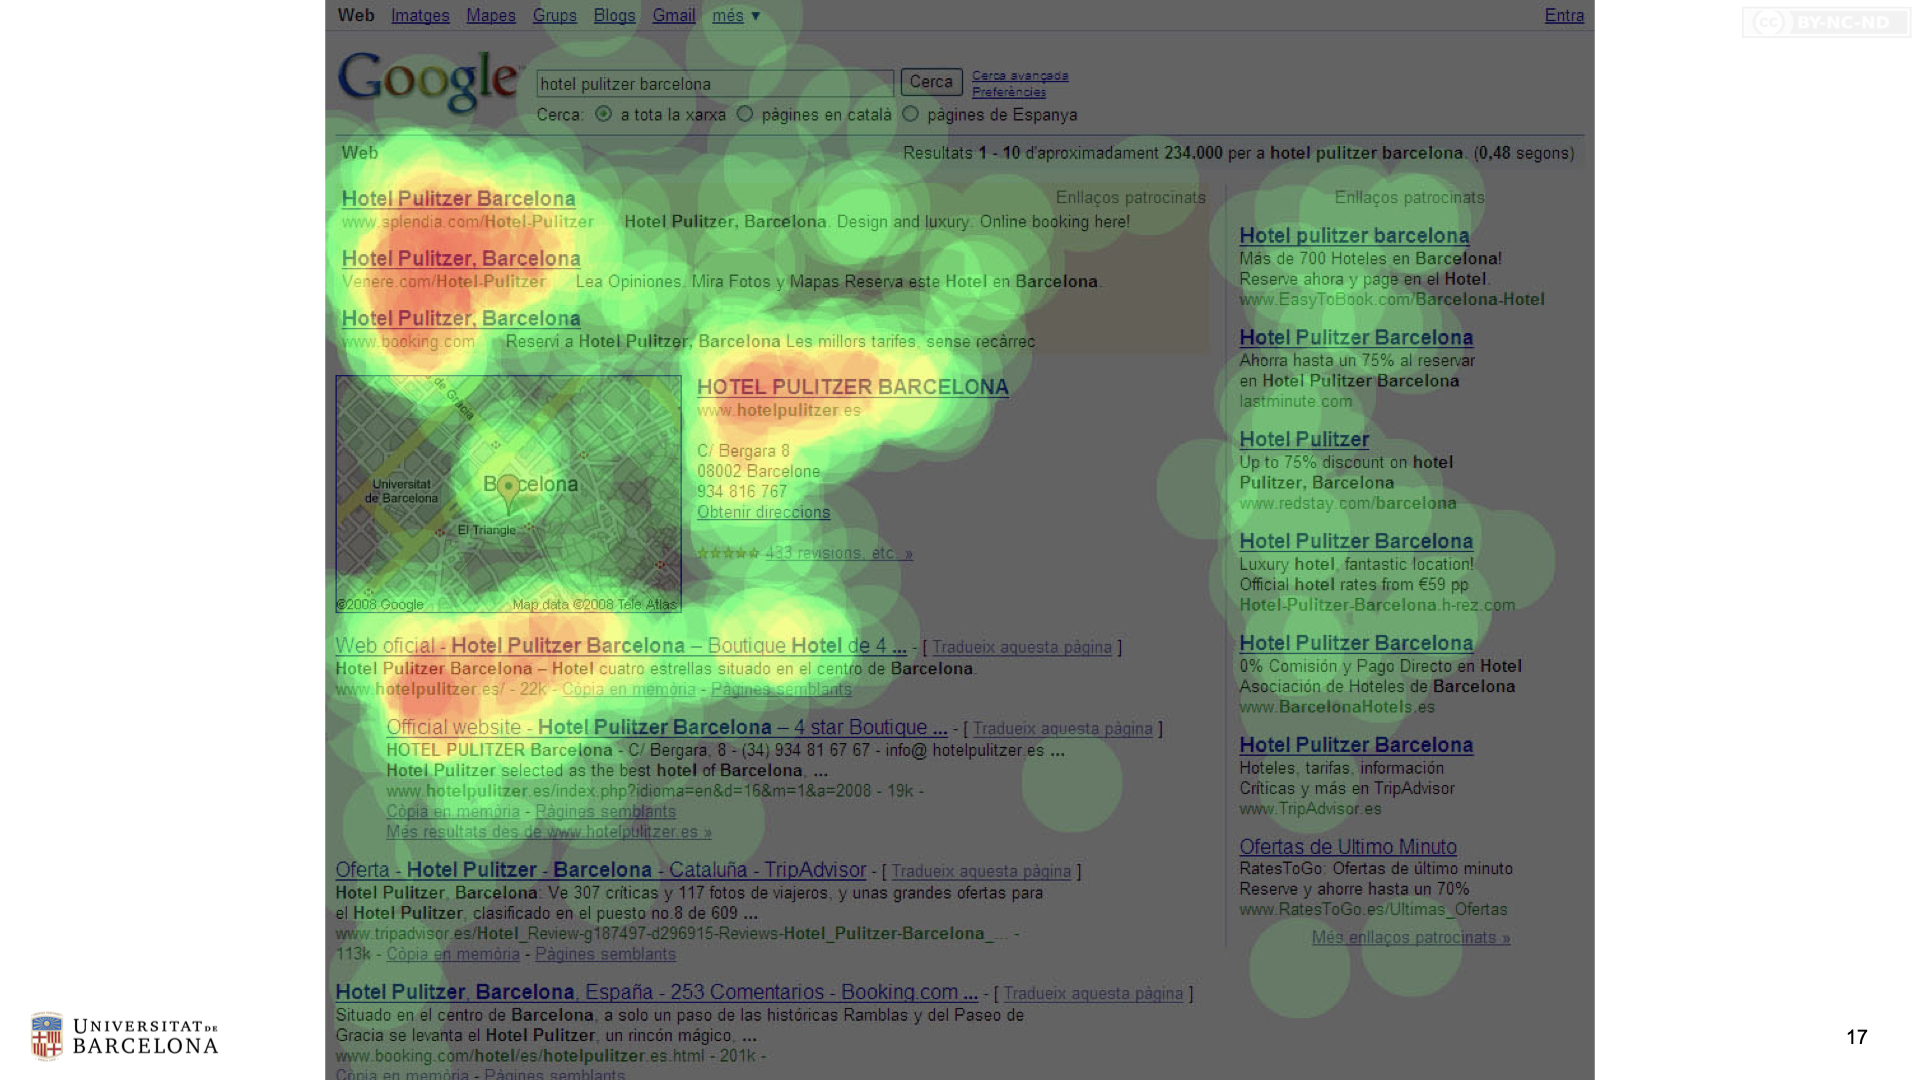 Web Imatges Mapes Grups Blogs Gmail més ▼ Entra
BY-NC-ND
Google
hotel pulitzer barcelona Cerca Cerca avançada
Preferències
Cerca: a tota la xarxa pàgines en català pàgines de Espanya
Web Resultats 1 - 10 d'aproximadament 234.000 per a hotel pulitzer barcelona. (0,48 segons)
Hotel Pulitzer Barcelona Enllaços patrocinats
www.splendia.com/Hotel-Pulitzer Hotel Pulitzer, Barcelona. Design and luxury. Online booking here!
Hotel Pulitzer, Barcelona
Venere.com/Hotel-Pulitzer Lea Opiniones, Mira Fotos y Mapas Reserva este Hotel en Barcelona.
Hotel Pulitzer, Barcelona
www.booking.com Reservi a Hotel Pulitzer, Barcelona Les millors tarifes, sense recàrrec
de Gràcia
Universitat
de Barcelona
Barcelona
El Triangle
©2008 Google Map data ©2008 Tele Atlas
HOTEL PULITZER BARCELONA
www.hotelpulitzer.es
C/ Bergara 8
08002 Barcelone
934 816 767
Obtenir direccions
433 revisions, etc. »
Web oficial - Hotel Pulitzer Barcelona – Boutique Hotel de 4 ... - [ Tradueix aquesta pàgina ]
Hotel Pulitzer Barcelona – Hotel cuatro estrellas situado en el centro de Barcelona.
www.hotelpulitzer.es/ - 22k - Còpia en memòria - Pàgines semblants
Official website - Hotel Pulitzer Barcelona – 4 star Boutique ... - [ Tradueix aquesta pàgina ]
HOTEL PULITZER Barcelona - C/ Bergara, 8 - (34) 934 81 67 67 - info@ hotelpulitzer.es ...
Hotel Pulitzer selected as the best hotel of Barcelona, ...
www.hotelpulitzer.es/index.php?idioma=en&d=16&m=1&a=2008 - 19k -
Còpia en memòria - Pàgines semblants
Més resultats des de www.hotelpulitzer.es »
Oferta - Hotel Pulitzer - Barcelona - Cataluña - TripAdvisor - [ Tradueix aquesta pàgina ]
Hotel Pulitzer, Barcelona: Ve 307 críticas y 117 fotos de viajeros, y unas grandes ofertas para
el Hotel Pulitzer, clasificado en el puesto no.8 de 609 ...
www.tripadvisor.es/Hotel_Review-g187497-d296915-Reviews-Hotel_Pulitzer-Barcelona_... -
113k - Còpia en memòria - Pàgines semblants
Hotel Pulitzer, Barcelona, España - 253 Comentarios - Booking.com ... - [ Tradueix aquesta pàgina ]
Situado en el centro de Barcelona, a solo un paso de las históricas Ramblas y del Paseo de
Gracia se levanta el Hotel Pulitzer, un rincón mágico, ...
www.booking.com/hotel/es/hotelpulitzer.es.html - 201k -
Còpia en memòria - Pàgines semblants
Enllaços patrocinats
Hotel pulitzer barcelona
Más de 700 Hoteles en Barcelona!
Reserve ahora y page en el Hotel.
www.EasyToBook.com/Barcelona-Hotel
Hotel Pulitzer Barcelona
Ahorra hasta un 75% al reservar
en Hotel Pulitzer Barcelona
lastminute.com
Hotel Pulitzer
Up to 75% discount on hotel
Pulitzer, Barcelona
www.redstay.com/barcelona
Hotel Pulitzer Barcelona
Luxury hotel, fantastic location!
Official hotel rates from €59 pp
Hotel-Pulitzer-Barcelona.h-rez.com
Hotel Pulitzer Barcelona
0% Comisión y Pago Directo en Hotel
Asociación de Hoteles de Barcelona
www.BarcelonaHotels.es
Hotel Pulitzer Barcelona
Hoteles, tarifas, información
Críticas y más en TripAdvisor
www.TripAdvisor.es
Ofertas de Ultimo Minuto
RatesToGo: Ofertas de último minuto
Reserve y ahorre hasta un 70%
www.RatesToGo.es/Ultimas_Ofertas
Més enllaços patrocinats »
UNIVERSITAT DE
BARCELONA
17